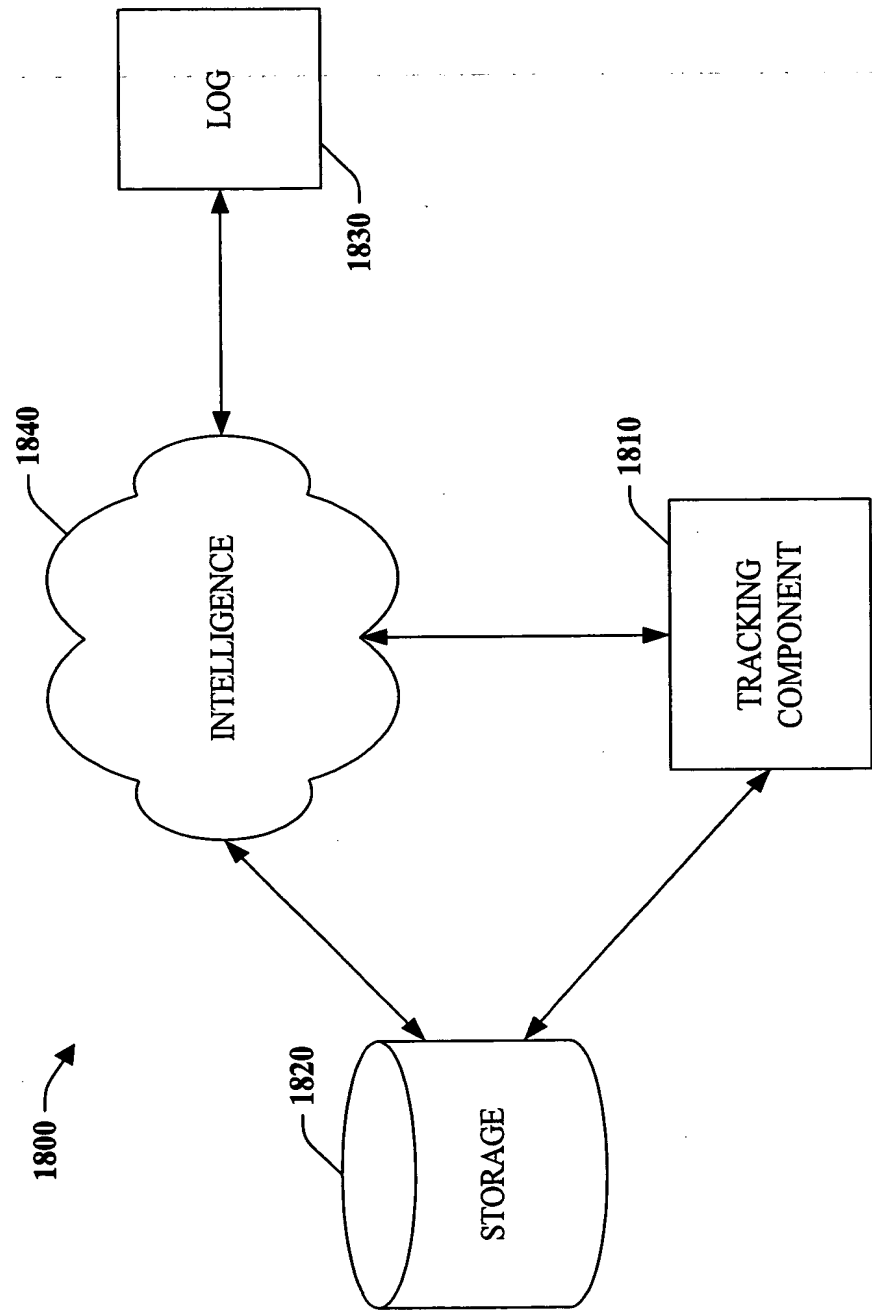 1800
1840
INTELLIGENCE
LOG
1830
1820
STORAGE
1810
TRACKING
COMPONENT